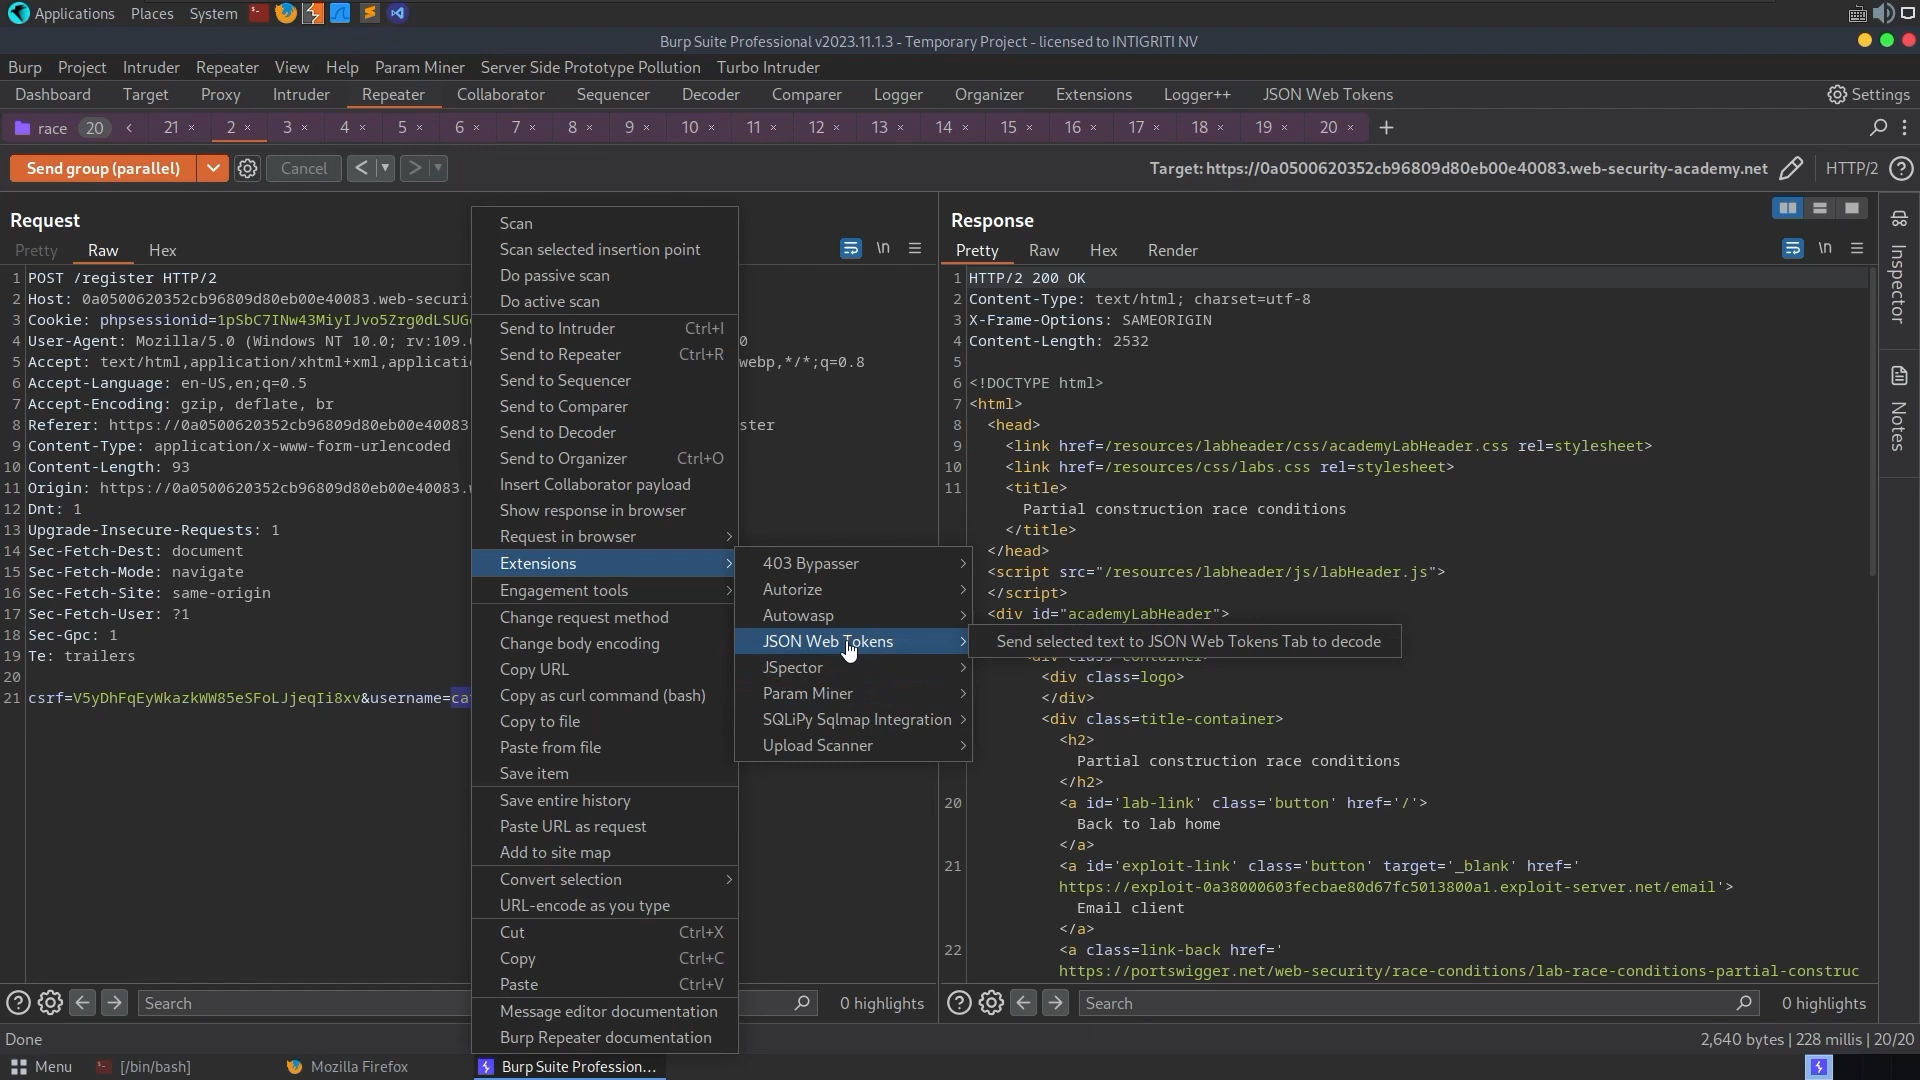 Applications Places System
Burp Suite Professional v2023.11.1.3 - Temporary Project - licensed to INTIGRITI NV
Burp Project Intruder Repeater View Help Param Miner Server Side Prototype Pollution Turbo Intruder
Dashboard Target Proxy Intruder Repeater Collaborator Sequencer Decoder Comparer Logger Organizer Extensions Logger++ JSON Web Tokens Settings
race 20 < 21 × 2 × 3 × 4 × 5 × 6 × 7 × 8 × 9 × 10 × 11 × 12 × 13 × 14 × 15 × 16 × 17 × 18 × 19 × 20 × +
Send group (parallel) Cancel < > Target: https://0a0500620352cb96809d80eb00e40083.web-security-academy.net HTTP/2
Request
Pretty Raw Hex \n
1 POST /register HTTP/2
2 Host: 0a0500620352cb96809d80eb00e40083.web-securi
3 Cookie: phpsessionid=1pSbC7INw43MiyIJvo5Zrg0dLSUG
4 User-Agent: Mozilla/5.0 (Windows NT 10.0; rv:109. 0
5 Accept: text/html,application/xhtml+xml,applicati webp,*/*;q=0.8
6 Accept-Language: en-US,en;q=0.5
7 Accept-Encoding: gzip, deflate, br
8 Referer: https://0a0500620352cb96809d80eb00e40083 ster
9 Content-Type: application/x-www-form-urlencoded
10 Content-Length: 93
11 Origin: https://0a0500620352cb96809d80eb00e40083.
12 Dnt: 1
13 Upgrade-Insecure-Requests: 1
14 Sec-Fetch-Dest: document
15 Sec-Fetch-Mode: navigate
16 Sec-Fetch-Site: same-origin
17 Sec-Fetch-User: ?1
18 Sec-Gpc: 1
19 Te: trailers
20
21 csrf=V5yDhFqEyWkazkWW85eSFoLJjeqIi8xv&username=ca
Scan
Scan selected insertion point
Do passive scan
Do active scan
Send to Intruder Ctrl+I
Send to Repeater Ctrl+R
Send to Sequencer
Send to Comparer
Send to Decoder
Send to Organizer Ctrl+O
Insert Collaborator payload
Show response in browser
Request in browser >
Extensions >
Engagement tools >
Change request method
Change body encoding
Copy URL
Copy as curl command (bash)
Copy to file
Paste from file
Save item
Save entire history
Paste URL as request
Add to site map
Convert selection >
URL-encode as you type
Cut Ctrl+X
Copy Ctrl+C
Paste Ctrl+V
Message editor documentation
Burp Repeater documentation
403 Bypasser >
Autorize >
Autowasp >
JSON Web Tokens >
JSpector >
Param Miner >
SQLiPy Sqlmap Integration >
Upload Scanner >
Send selected text to JSON Web Tokens Tab to decode
Response
Pretty Raw Hex Render \n
1 HTTP/2 200 OK
2 Content-Type: text/html; charset=utf-8
3 X-Frame-Options: SAMEORIGIN
4 Content-Length: 2532
5
6 <!DOCTYPE html>
7 <html>
8 <head>
9 <link href=/resources/labheader/css/academyLabHeader.css rel=stylesheet>
10 <link href=/resources/css/labs.css rel=stylesheet>
11 <title>
Partial construction race conditions
</title>
</head>
<script src="/resources/labheader/js/labHeader.js">
</script>
<div id="academyLabHeader">
<div class=logo>
</div>
<div class=title-container>
<h2>
Partial construction race conditions
</h2>
20 <a id='lab-link' class='button' href='/'>
Back to lab home
</a>
21 <a id='exploit-link' class='button' target='_blank' href='
https://exploit-0a38000603fecbae80d67fc5013800a1.exploit-server.net/email'>
Email client
</a>
22 <a class=link-back href='
https://portswigger.net/web-security/race-conditions/lab-race-conditions-partial-construc
Inspector
Notes
Search 0 highlights
Search 0 highlights
Done 2,640 bytes | 228 millis | 20/20
Menu [/bin/bash] Mozilla Firefox Burp Suite Profession...